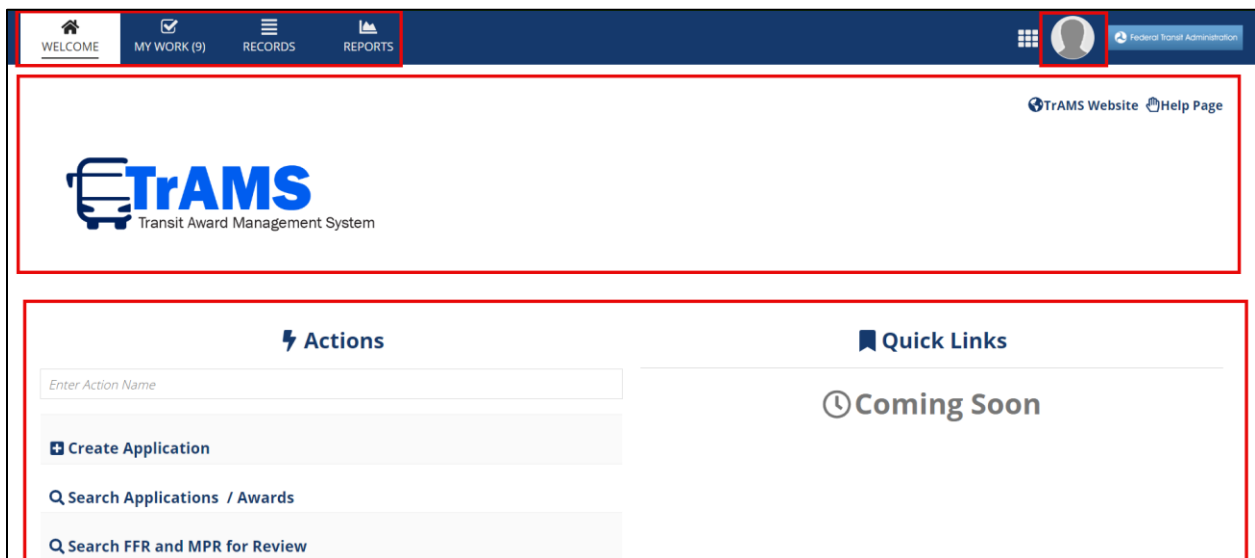 WELCOME
MY WORK (9)
RECORDS
REPORTS
Federal Transit Administration
TrAMS Website Help Page
TrAMS
Transit Award Management System
Actions
Quick Links
Enter Action Name
Coming Soon
Create Application
Search Applications / Awards
Search FFR and MPR for Review